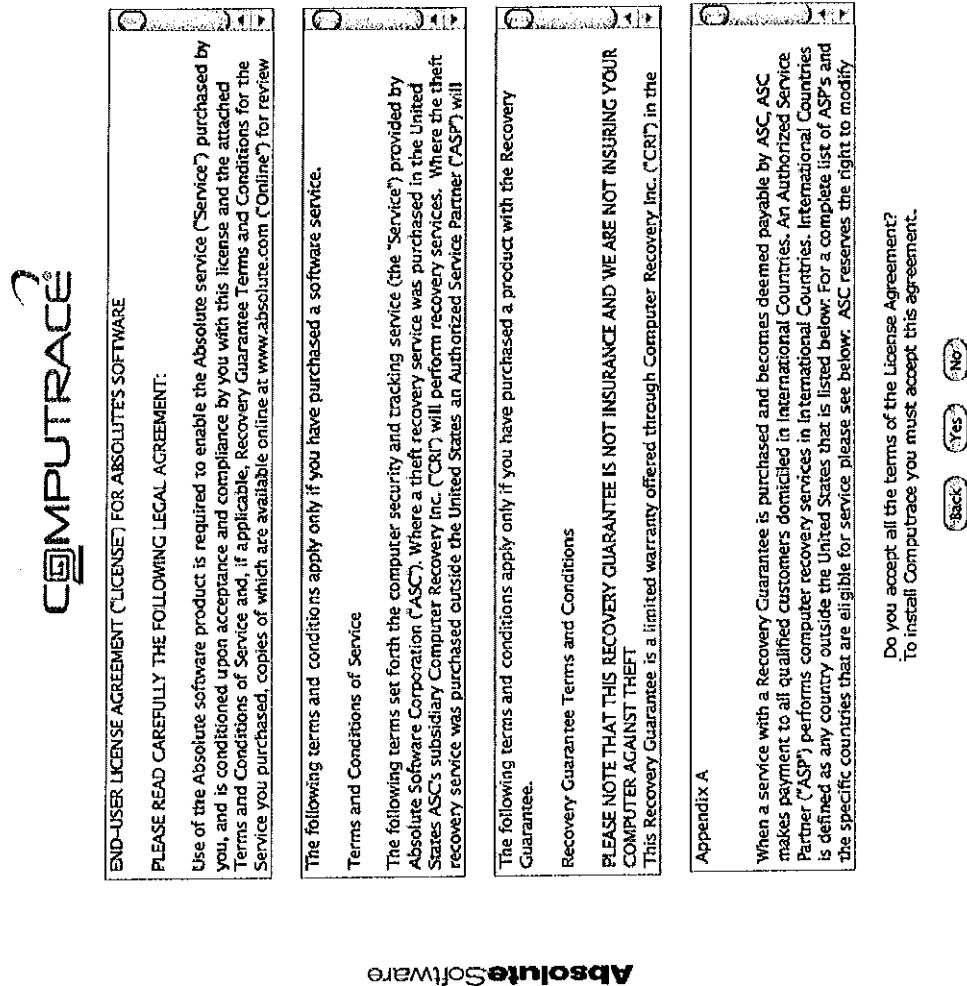 COMPUTRACE®
END-USER LICENSE AGREEMENT ("LICENSE") FOR ABSOLUTE'S SOFTWARE
PLEASE READ CAREFULLY THE FOLLOWING LEGAL AGREEMENT:
Use of the Absolute software product is required to enable the Absolute service ("Service") purchased by
you, and is conditioned upon acceptance and compliance by you with this license and the attached
Terms and Conditions of Service and, if applicable, Recovery Guarantee Terms and Conditions for the
Service you purchased, copies of which are available online at www.absolute.com ("Online") for review
The following terms and conditions apply only if you have purchased a software service.
Terms and Conditions of Service
The following terms set forth the computer security and tracking service (the "Service") provided by
Absolute Software Corporation ("ASC"). Where a theft recovery service was purchased in the United
States ASC's subsidiary Computer Recovery Inc. ("CRI") will perform recovery services. Where the theft
recovery service was purchased outside the United States an Authorized Service Partner ("ASP") will
The following terms and conditions apply only if you have purchased a product with the Recovery
Guarantee.
Recovery Guarantee Terms and Conditions
PLEASE NOTE THAT THIS RECOVERY GUARANTEE IS NOT INSURANCE AND WE ARE NOT INSURING YOUR
COMPUTER AGAINST THEFT
This Recovery Guarantee is a limited warranty offered through Computer Recovery Inc. ("CRI") in the
Appendix A
When a service with a Recovery Guarantee is purchased and becomes deemed payable by ASC, ASC
makes payment to all qualified customers domiciled in International Countries. An Authorized Service
Partner ("ASP") performs computer recovery services in International Countries. International Countries
is defined as any country outside the United States that is listed below. For a complete list of ASP's and
the specific countries that are eligible for service please see below. ASC reserves the right to modify
Do you accept all the terms of the License Agreement?
To install Computrace you must accept this agreement.
Back Yes No
AbsoluteSoftware